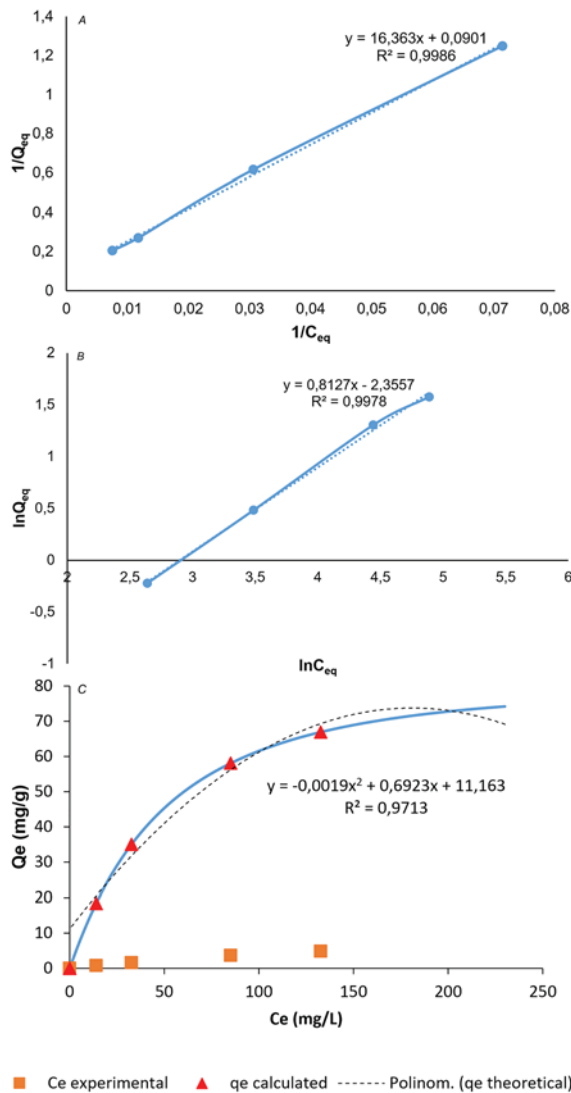 A
y = 16,363x + 0,0901
R² = 0,9986
1,4
1,2
1
0,8
0,6
0,4
0,2
0
1/Qeq
0 0,01 0,02 0,03 0,04 0,05 0,06 0,07 0,08
1/Ceq
B
y = 0,8127x - 2,3557
R² = 0,9978
2
1,5
1
0,5
0
-0,5
-1
lnQeq
2 2,5 3 3,5 4 4,5 5 5,5 6
lnCeq
C
80
70
60
50
40
30
20
10
0
Qe (mg/g)
y = -0,0019x² + 0,6923x + 11,163
R² = 0,9713
0 50 100 150 200 250
Ce (mg/L)
Ce experimental qe calculated Polinom. (qe theoretical)